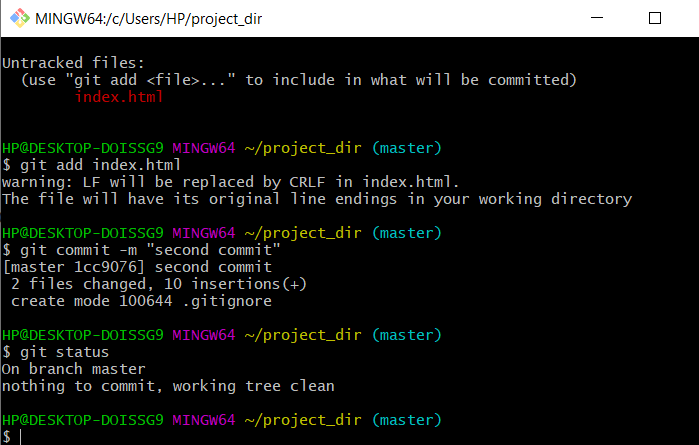 MINGW64:/c/Users/HP/project_dir
Untracked files:
  (use "git add <file>..." to include in what will be committed)
        index.html
HP@DESKTOP-DOISSG9 MINGW64 ~/project_dir (master)
$ git add index.html
warning: LF will be replaced by CRLF in index.html.
The file will have its original line endings in your working directory
HP@DESKTOP-DOISSG9 MINGW64 ~/project_dir (master)
$ git commit -m "second commit"
[master 1cc9076] second commit
 2 files changed, 10 insertions(+)
 create mode 100644 .gitignore
HP@DESKTOP-DOISSG9 MINGW64 ~/project_dir (master)
$ git status
On branch master
nothing to commit, working tree clean
HP@DESKTOP-DOISSG9 MINGW64 ~/project_dir (master)
$